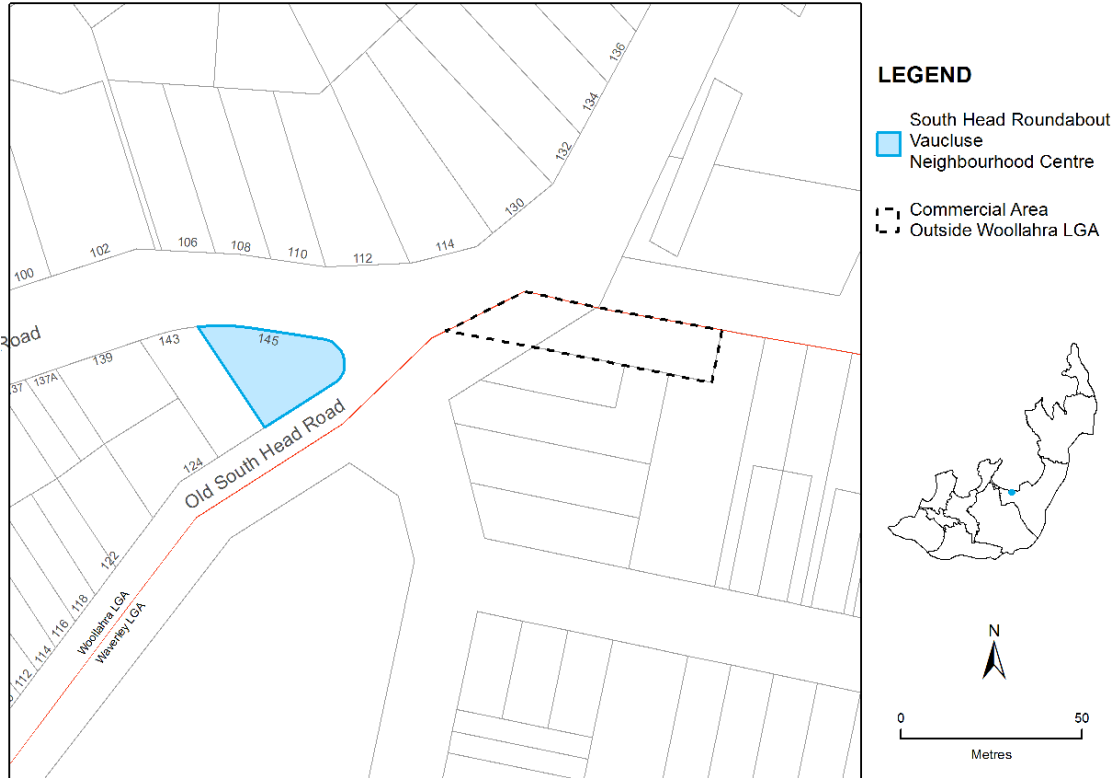 136
134
132
130
114
112
110
108
106
102
100
Road
145
143
139
137A
137
124
Old South Head Road
122
118
116
114
112
Woollahra LGA
Waverley LGA
LEGEND
South Head Roundabout
Vaucluse
Neighbourhood Centre
Commercial Area
Outside Woollahra LGA
N
0 50
Metres